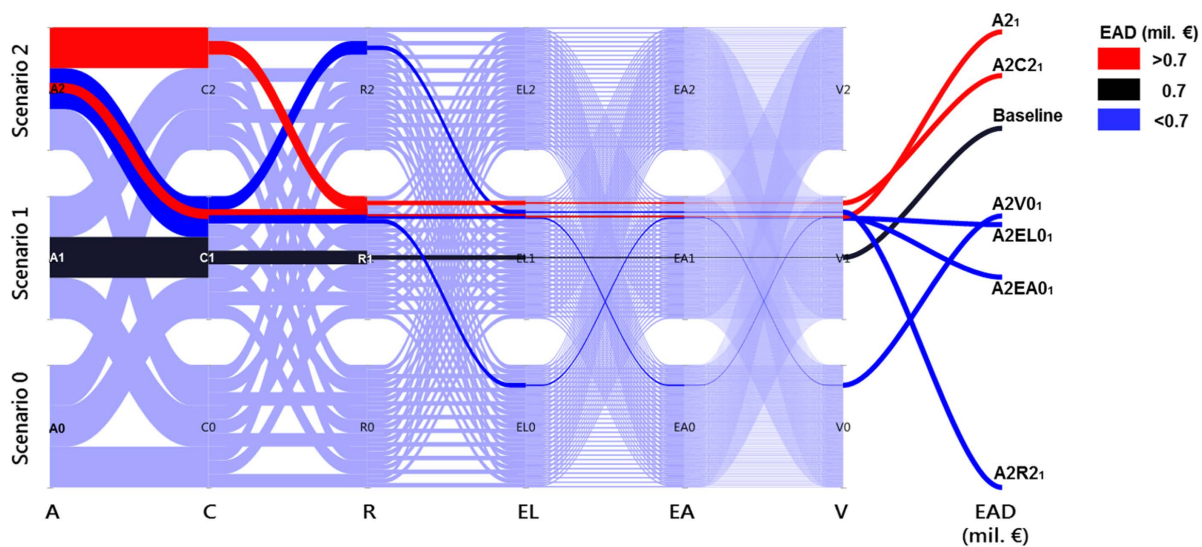 Scenario 2
Scenario 1
Scenario 0
A2
C2
R2
EL2
EA2
V2
A1
C1
R1
EL1
EA1
V1
A0
C0
R0
EL0
EA0
V0
A
C
R
EL
EA
V
EAD
(mil. €)
A2₁
A2C2₁
Baseline
A2V0₁
A2EL0₁
A2EA0₁
A2R2₁
EAD (mil. €)
>0.7
0.7
<0.7